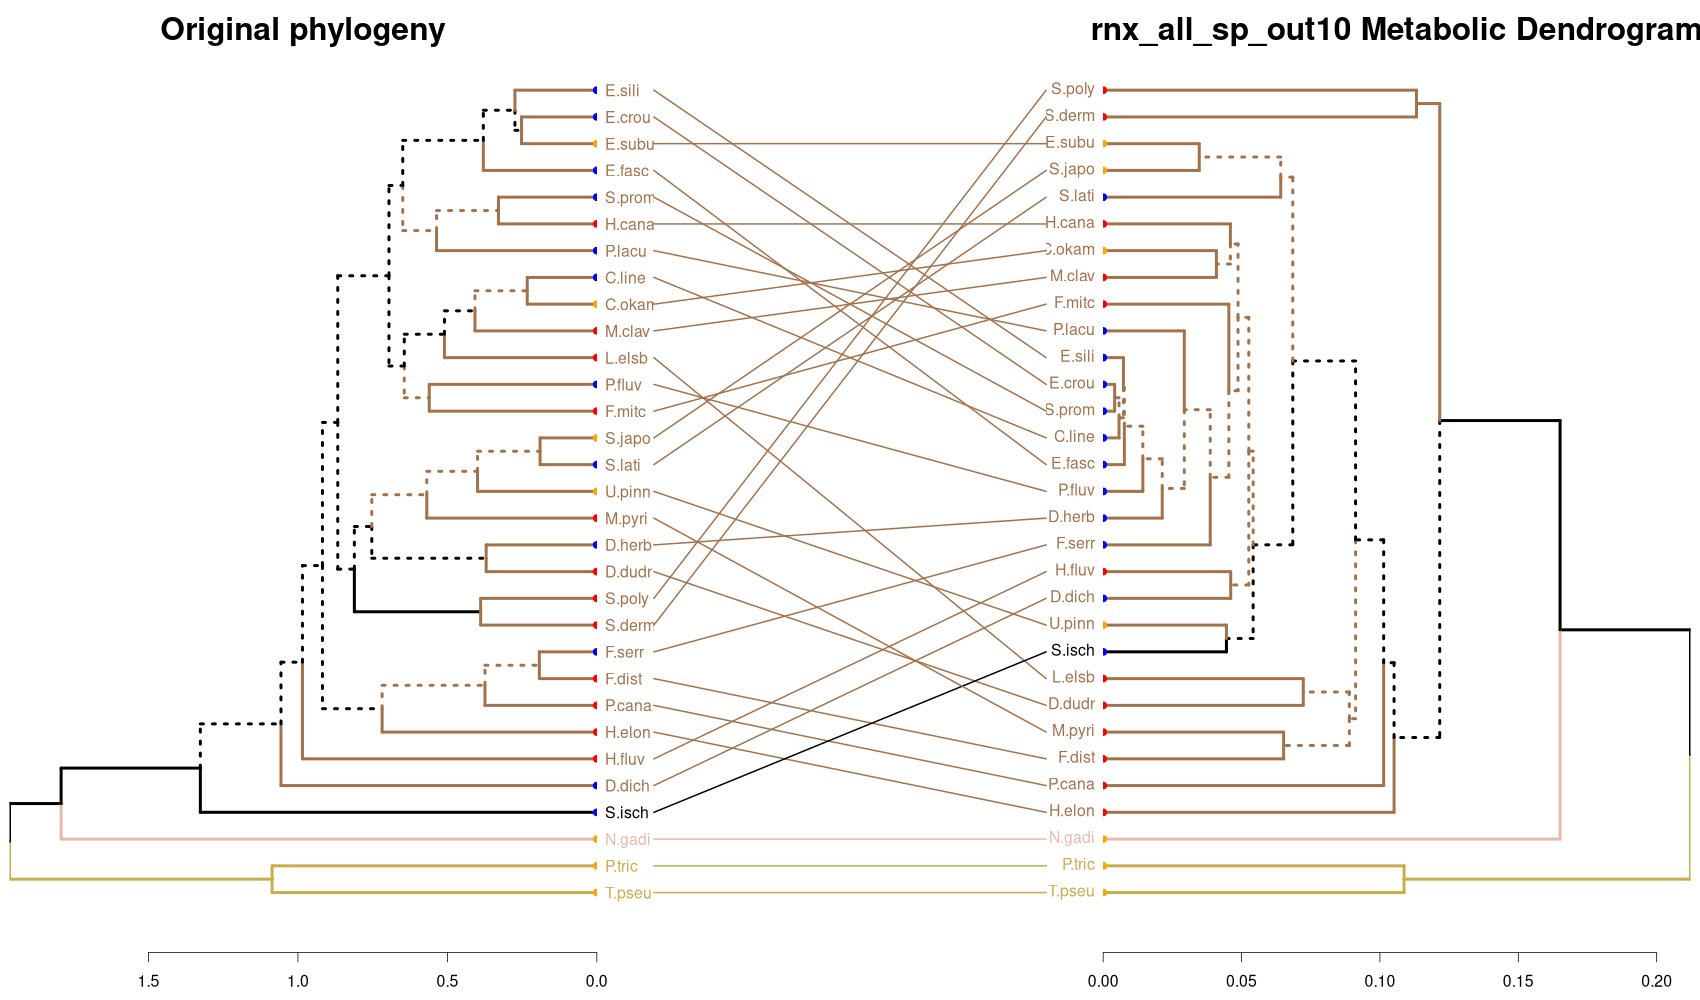 Original phylogeny
rnx_all_sp_out10 Metabolic Dendrogram
E.sili
E.crou
E.subu
E.fasc
S.prom
H.cana
P.lacu
C.line
C.okan
M.clav
L.elsb
P.fluv
F.mitc
S.japo
S.lati
U.pinn
M.pyri
D.herb
D.dudr
S.poly
S.derm
F.serr
F.dist
P.cana
H.elon
H.fluv
D.dich
S.isch
N.gadi
P.tric
T.pseu
S.poly
S.derm
E.subu
S.japo
S.lati
H.cana
C.okam
M.clav
F.mitc
P.lacu
E.sili
E.crou
S.prom
C.line
E.fasc
P.fluv
D.herb
F.serr
H.fluv
D.dich
U.pinn
S.isch
L.elsb
D.dudr
M.pyri
F.dist
P.cana
H.elon
N.gadi
P.tric
T.pseu
1.5 1.0 0.5 0.0
0.00 0.05 0.10 0.15 0.20